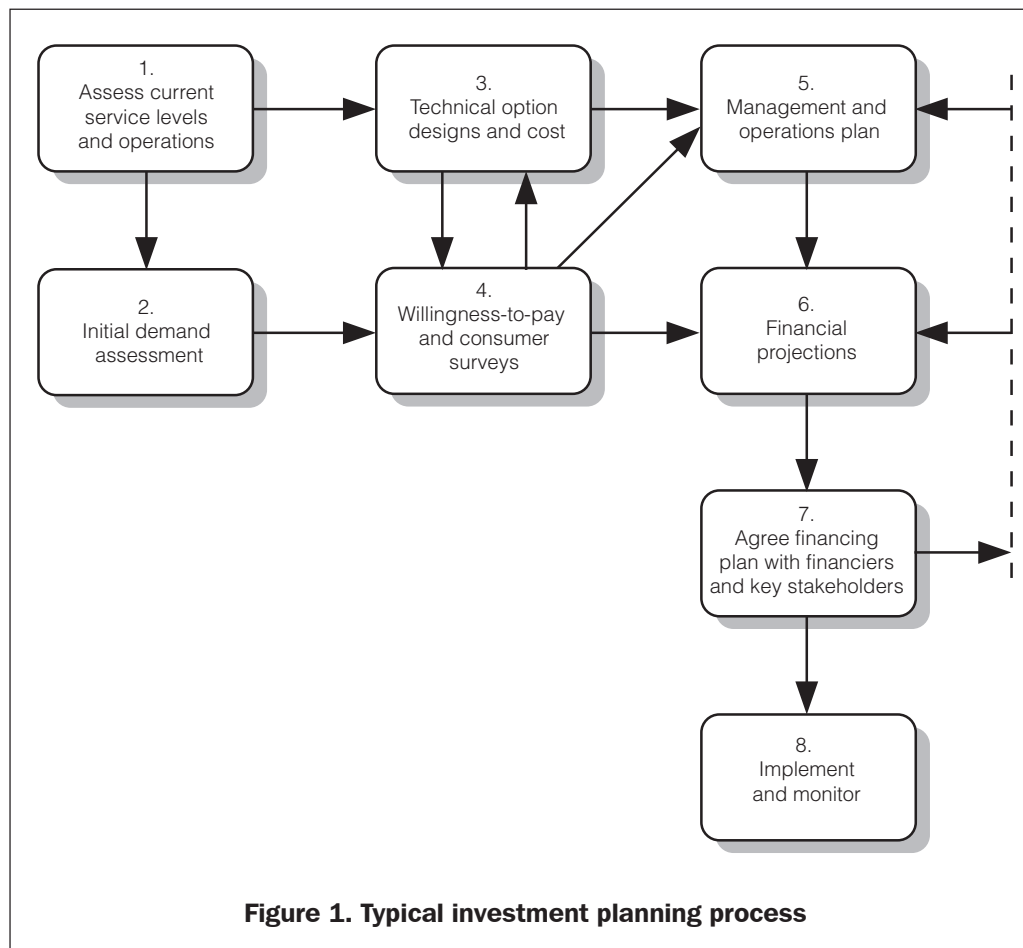 1.
Assess current
service levels
and operations
2.
Initial demand
assessment
3.
Technical option
designs and cost
4.
Willingness-to-pay
and consumer
surveys
5.
Management and
operations plan
6.
Financial
projections
7.
Agree financing
plan with financiers
and key stakeholders
8.
Implement
and monitor
Figure 1. Typical investment planning process